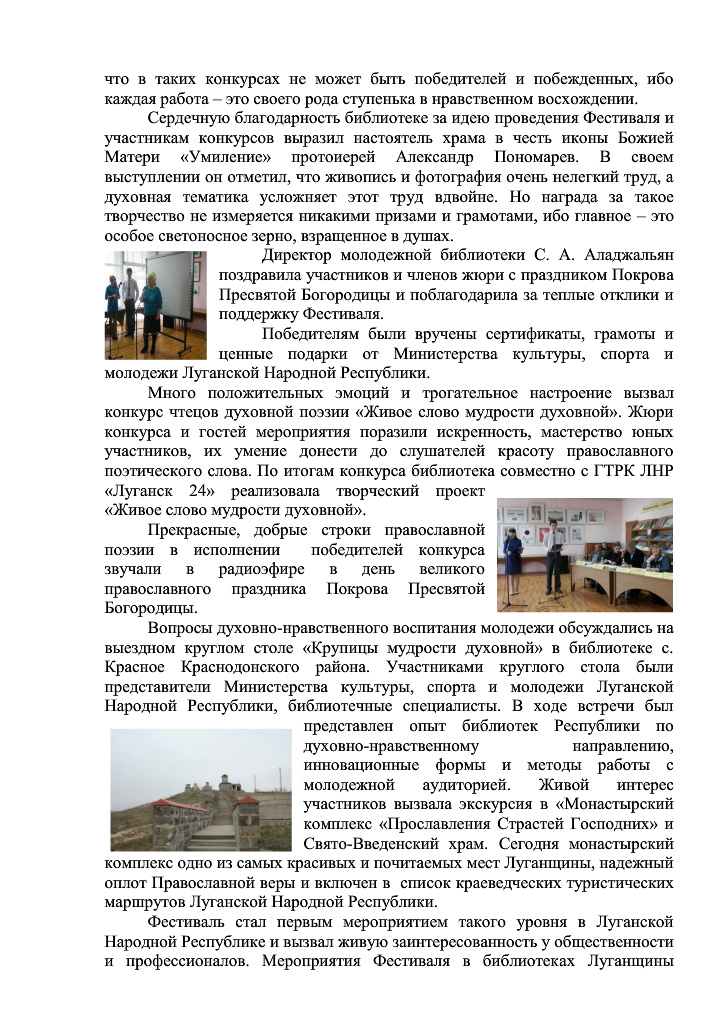 что в таких конкурсах не может быть победителей и побежденных, ибо
каждая работа – это своего рода ступенька в нравственном восхождении.
Сердечную благодарность библиотеке за идею проведения Фестиваля и
участникам конкурсов выразил настоятель храма в честь иконы Божией
Матери «Умиление» протоиерей Александр Пономарев. В своем
выступлении он отметил, что живопись и фотография очень нелегкий труд, а
духовная тематика усложняет этот труд вдвойне. Но награда за такое
творчество не измеряется никакими призами и грамотами, ибо главное – это
особое светоносное зерно, взращенное в душах.
Директор молодежной библиотеки С. А. Аладжальян
поздравила участников и членов жюри с праздником Покрова
Пресвятой Богородицы и поблагодарила за теплые отклики и
поддержку Фестиваля.
Победителям были вручены сертификаты, грамоты и
ценные подарки от Министерства культуры, спорта и
молодежи Луганской Народной Республики.
Много положительных эмоций и трогательное настроение вызвал
конкурс чтецов духовной поэзии «Живое слово мудрости духовной». Жюри
конкурса и гостей мероприятия поразили искренность, мастерство юных
участников, их умение донести до слушателей красоту православного
поэтического слова. По итогам конкурса библиотека совместно с ГТРК ЛНР
«Луганск 24» реализовала творческий проект
«Живое слово мудрости духовной».
Прекрасные, добрые строки православной
поэзии в исполнении победителей конкурса
звучали в радиоэфире в день великого
православного праздника Покрова Пресвятой
Богородицы.
Вопросы духовно-нравственного воспитания молодежи обсуждались на
выездном круглом столе «Крупицы мудрости духовной» в библиотеке с.
Красное Краснодонского района. Участниками круглого стола были
представители Министерства культуры, спорта и молодежи Луганской
Народной Республики, библиотечные специалисты. В ходе встречи был
представлен опыт библиотек Республики по
духовно-нравственному направлению,
инновационные формы и методы работы с
молодежной аудиторией. Живой интерес
участников вызвала экскурсия в «Монастырский
комплекс «Прославления Страстей Господних» и
Свято-Введенский храм. Сегодня монастырский
комплекс одно из самых красивых и почитаемых мест Луганщины, надежный
оплот Православной веры и включен в список краеведческих туристических
маршрутов Луганской Народной Республики.
Фестиваль стал первым мероприятием такого уровня в Луганской
Народной Республике и вызвал живую заинтересованность у общественности
и профессионалов. Мероприятия Фестиваля в библиотеках Луганщины